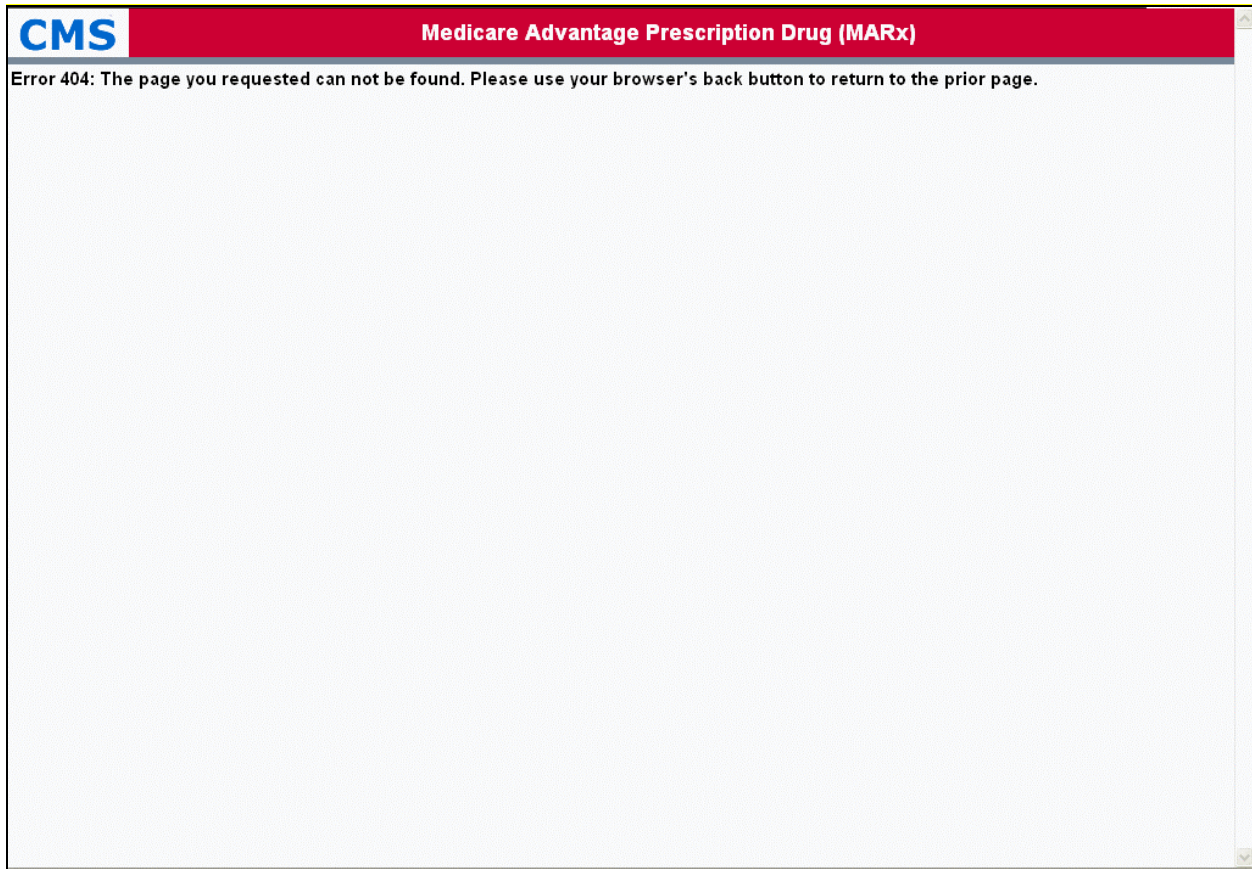 CMS
Medicare Advantage Prescription Drug (MARx)
Error 404: The page you requested can not be found. Please use your browser's back button to return to the prior page.